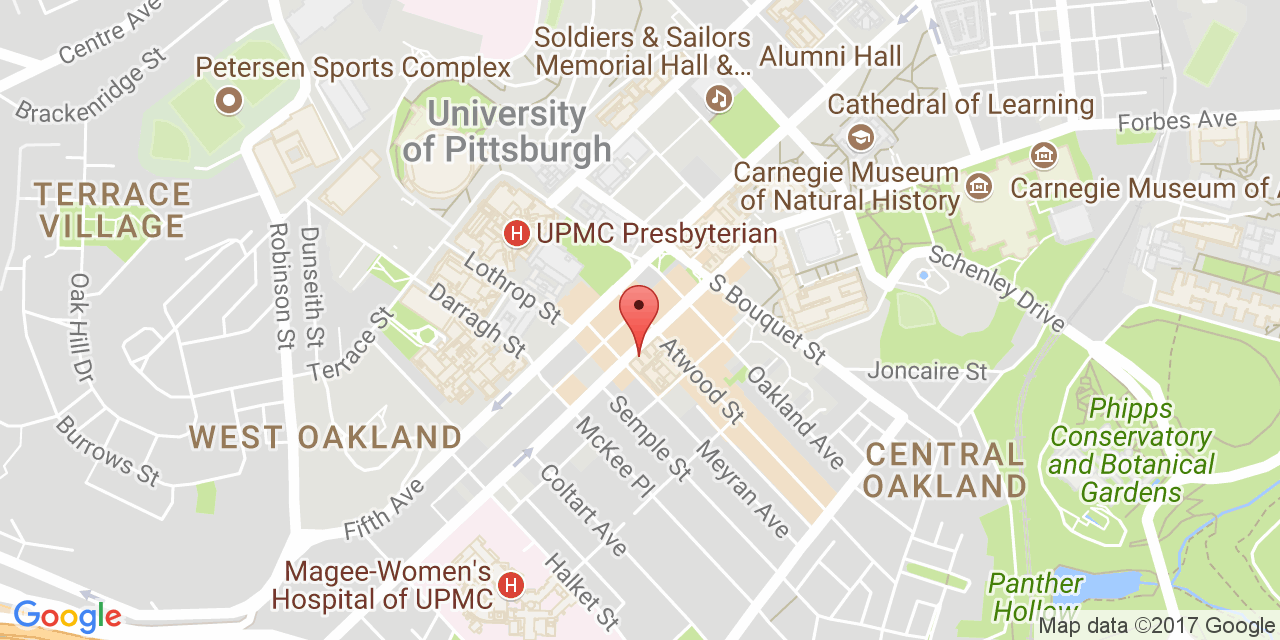 Centre Ave
Brackenridge St
Petersen Sports Complex
Soldiers & Sailors
Memorial Hall &...
Alumni Hall
University
of Pittsburgh
Cathedral of Learning
Forbes Ave
Carnegie Museum
of Natural History
Carnegie Museum of A
TERRACE
VILLAGE
UPMC Presbyterian
Oak Hill Dr
Robinson St
Dunseith St
Terrace St
Lothrop St
Darragh St
S Bouquet St
Schenley Drive
Joncaire St
Atwood St
Oakland Ave
Semple St
McKee Pl
Meyran Ave
Coltart Ave
Halket St
Burrows St
WEST OAKLAND
Fifth Ave
CENTRAL
OAKLAND
Phipps
Conservatory
and Botanical
Gardens
Magee-Women's
Hospital of UPMC
Panther
Hollow
H
H
Google
Map data ©2017 Google